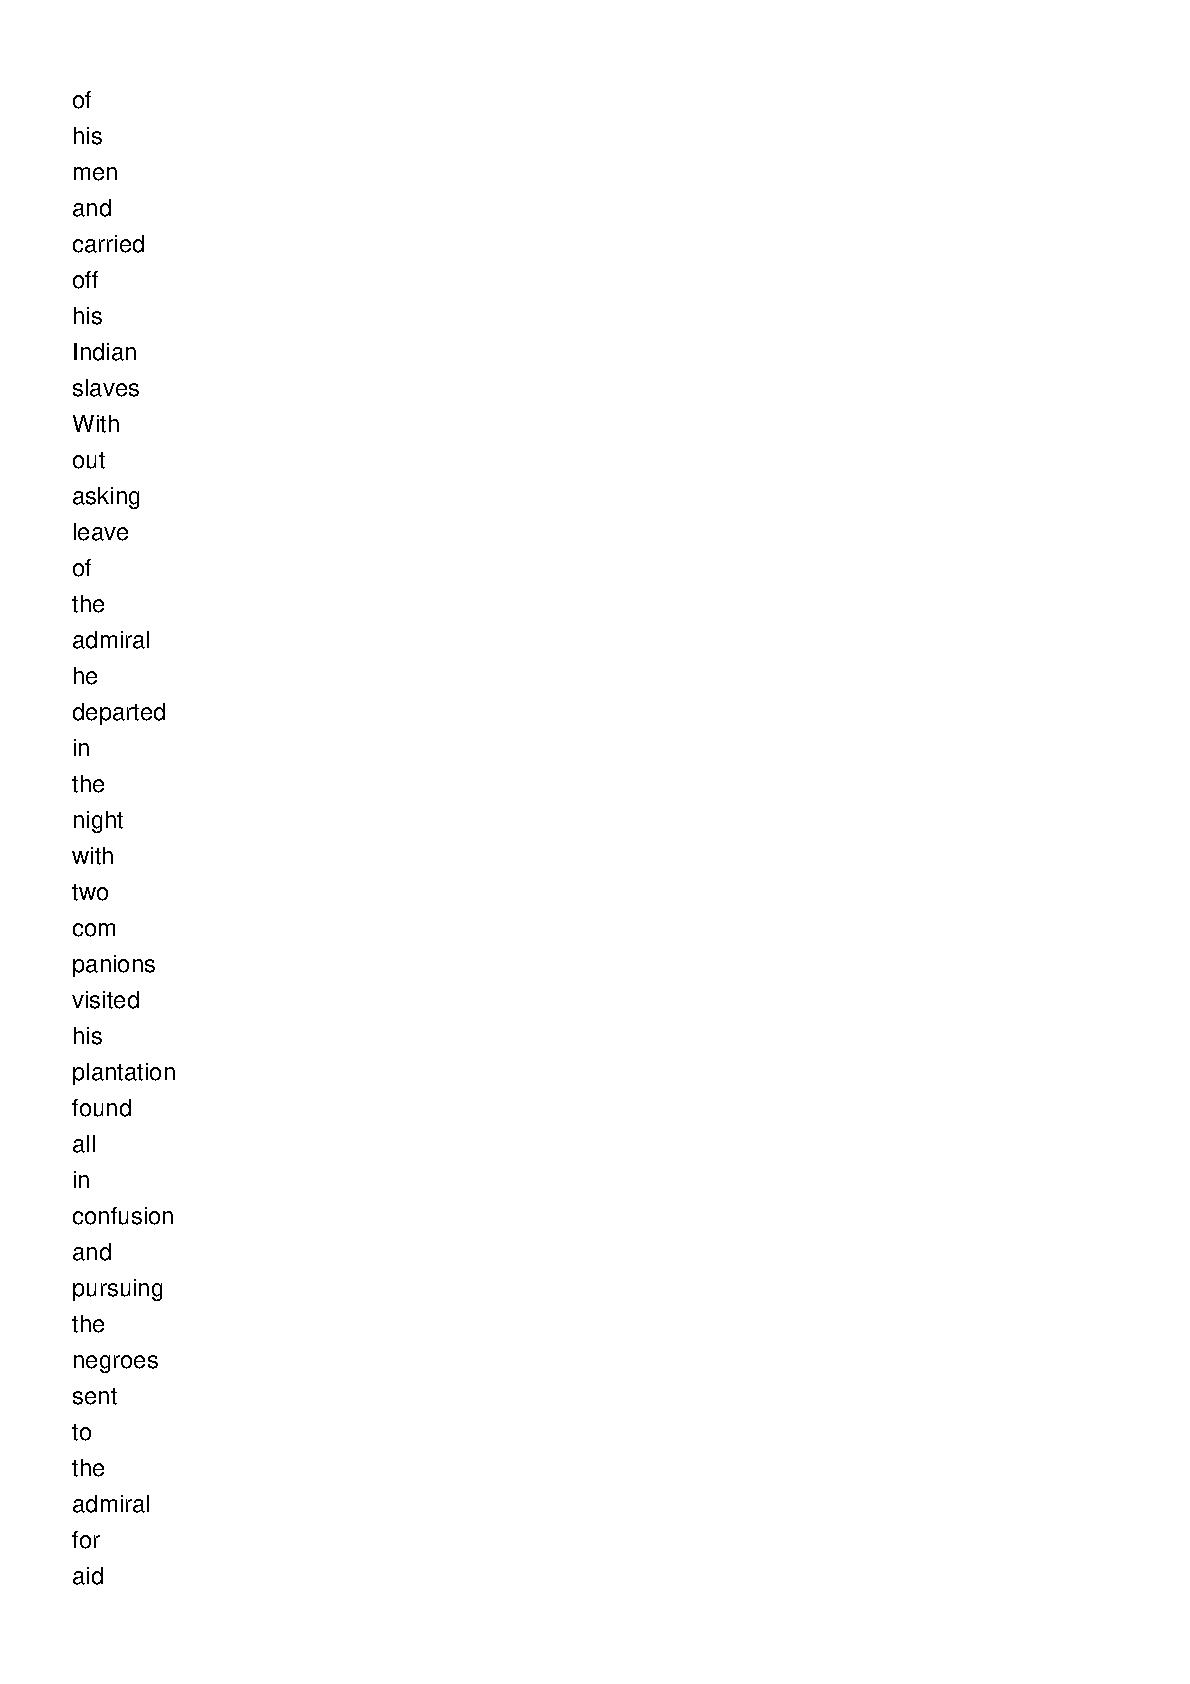 of
his
men
and
carried
off
his
Indian
slaves
With
out
asking
leave
of
the
admiral
he
departed
in
the
night
with
two
com
panions
visited
his
plantation
found
all
in
confusion
and
pursuing
the
negroes
sent
to
the
admiral
for
aid